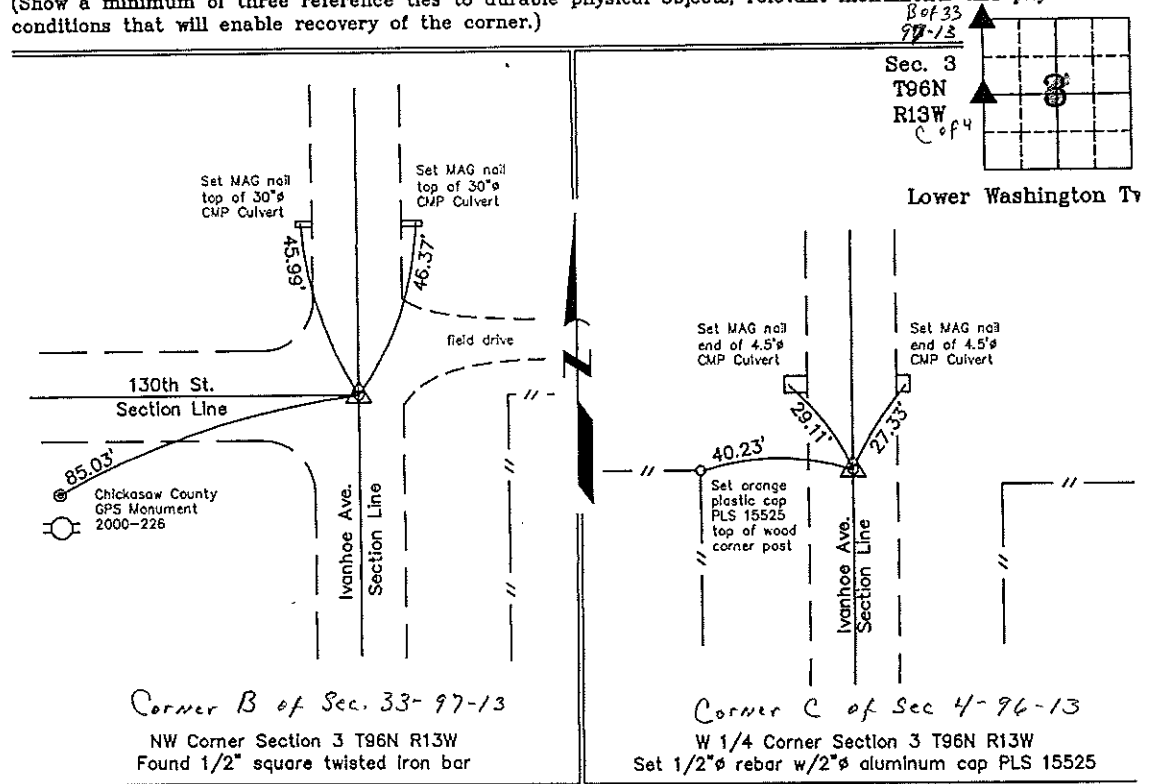 (Show a minimum of three reference ties to durable physical objects, relevant
conditions that will enable recovery of the corner.)
B of 33
97-13
Sec. 3
T96N
R13W
C of 4
3
Lower Washington
Set MAG nail
top of 30"ø
CMP Culvert
Set MAG nail
top of 30"ø
CMP Culvert
45.99'
46.37'
field drive
130th St.
Section Line
85.03'
Chickasaw County
GPS Monument
2000-226
Ivanhoe Ave.
Section Line
Corner B of Sec. 33-97-13
NW Corner Section 3 T96N R13W
Found 1/2" square twisted iron bar
N
Set MAG nail
end of 4.5'ø
CMP Culvert
Set MAG nail
end of 4.5'ø
CMP Culvert
29.11'
27.33'
40.23'
Set orange
plastic cap
PLS 15525
top of wood
corner post
Ivanhoe Ave.
Section Line
Corner C of Sec 4-96-13
W 1/4 Corner Section 3 T96N R13W
Set 1/2"ø rebar w/2"ø aluminum cap PLS 15525